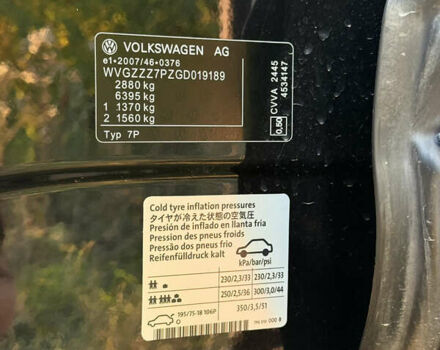 VOLKSWAGEN AG
e1*2007/46*0376
WVGZZZ7PZGD019189
2880 kg
6395 kg
1 1370 kg
2 1560 kg
Typ 7P
CVVA 2445
4534147
0.50
Cold tyre inflation pressures
タイヤが冷えた状態の空気圧
Presión de inflado en llanta fría
Pression des pneus froids
Pressão dos pneus frio
Reifenfülldruck kalt
kPa/bar/psi
230/2,3/33 230/2,3/33
250/2,5/36 300/3,0/44
195/75-18 106P 350/3,5/51